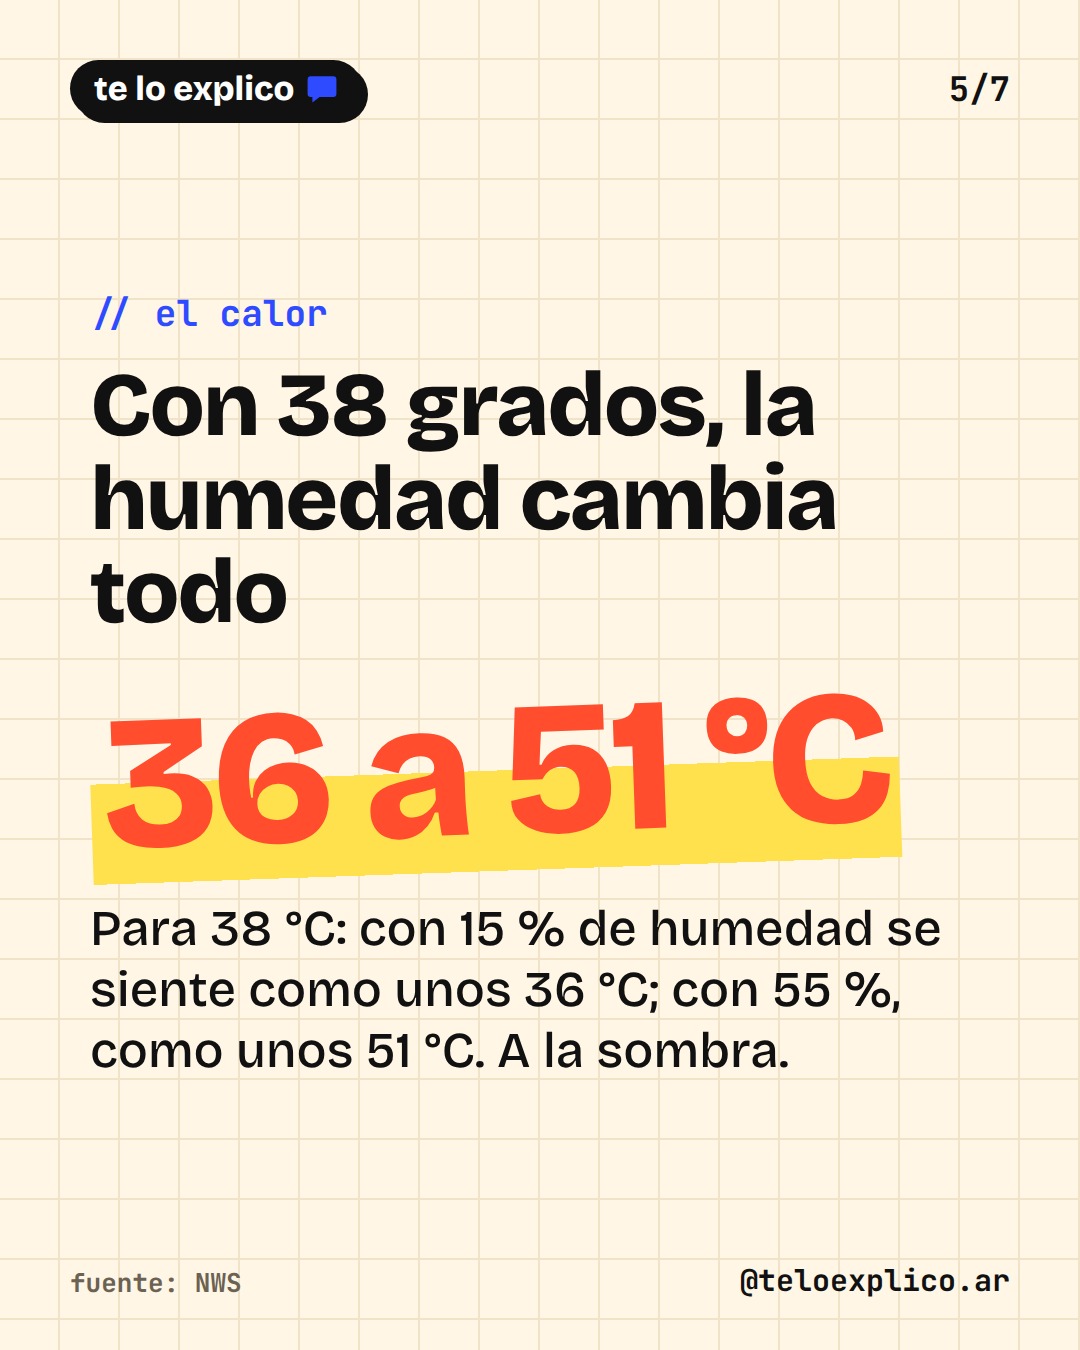 te lo explico
5/7
// el calor
Con 38 grados, la
humedad cambia
todo
36 a 51 °C
Para 38 °C: con 15 % de humedad se
siente como unos 36 °C; con 55 %,
como unos 51 °C. A la sombra.
fuente: NWS
@teloexplico.ar